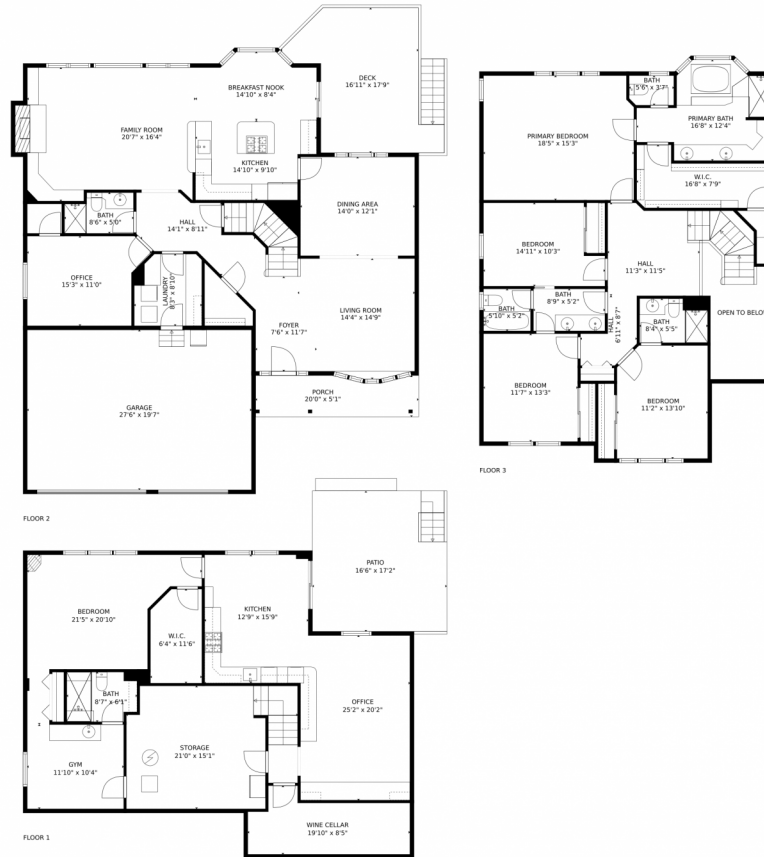 DECK
16'11" x 17'9"
BREAKFAST NOOK
14'10" x 8'4"
FAMILY ROOM
20'7" x 16'4"
KITCHEN
14'10" x 9'10"
DINING AREA
14'0" x 12'1"
BATH
8'6" x 5'0"
HALL
14'1" x 8'11"
OFFICE
15'3" x 11'0"
LAUNDRY
8'3" x 8'10"
LIVING ROOM
14'4" x 14'9"
FOYER
7'6" x 11'7"
PORCH
20'0" x 5'1"
GARAGE
27'6" x 19'7"
FLOOR 2
BATH
5'6" x 3'7"
PRIMARY BATH
16'8" x 12'4"
PRIMARY BEDROOM
18'5" x 15'3"
W.I.C.
16'8" x 7'9"
BEDROOM
14'11" x 10'3"
HALL
11'3" x 11'5"
BATH
8'9" x 5'2"
BATH
5'10" x 5'2"
HALL
6'11" x 8'7"
BATH
8'4" x 5'5"
OPEN TO BELOW
BEDROOM
11'7" x 13'3"
BEDROOM
11'2" x 13'10"
FLOOR 3
PATIO
16'6" x 17'2"
BEDROOM
21'5" x 20'10"
KITCHEN
12'9" x 15'9"
W.I.C.
6'4" x 11'6"
BATH
8'7" x 6'1"
OFFICE
25'2" x 20'2"
STORAGE
21'0" x 15'1"
GYM
11'10" x 10'4"
WINE CELLAR
19'10" x 8'5"
FLOOR 1